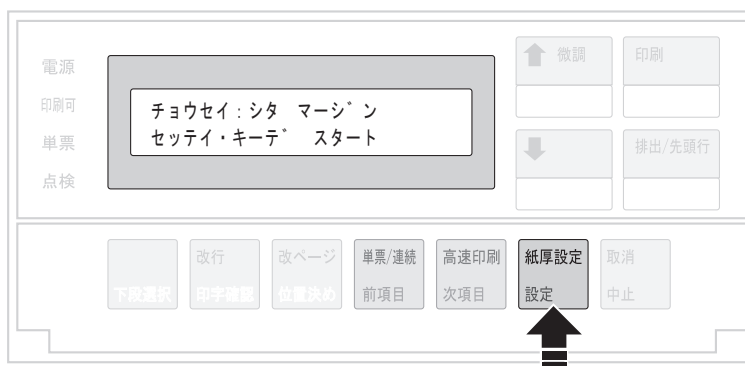 電源
印刷可
単票
点検
チョウセイ:シタ マージ゛ン
セッテイ・キーデ゛ スタート
微調
印刷
排出/先頭行
下段選択
改行
印字確認
改ページ
位置決め
単票/連続
前項目
高速印刷
次項目
紙厚設定
設定
取消
中止